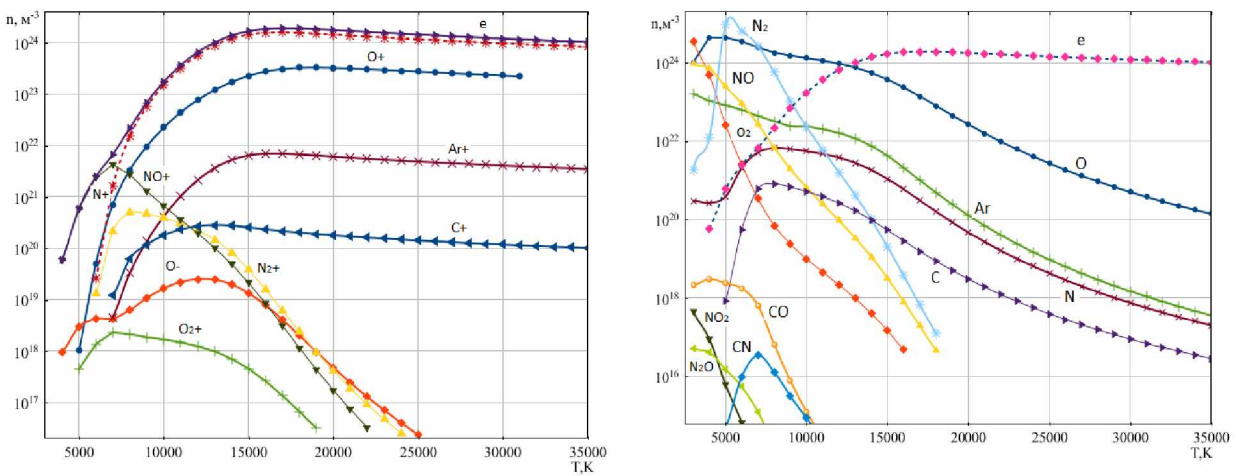 n, м⁻³
10²⁴
10²³
10²²
10²¹
10²⁰
10¹⁹
10¹⁸
10¹⁷
e
O+
Ar+
NO+
N+
C+
O-
N₂+
O₂+
5000 10000 15000 20000 25000 30000 35000
T,K
n,м⁻³
10²⁴
10²²
10²⁰
10¹⁸
10¹⁶
N₂
e
NO
O₂
O
Ar
C
N
CO
NO₂
CN
N₂O
5000 10000 15000 20000 25000 30000 35000
T,K